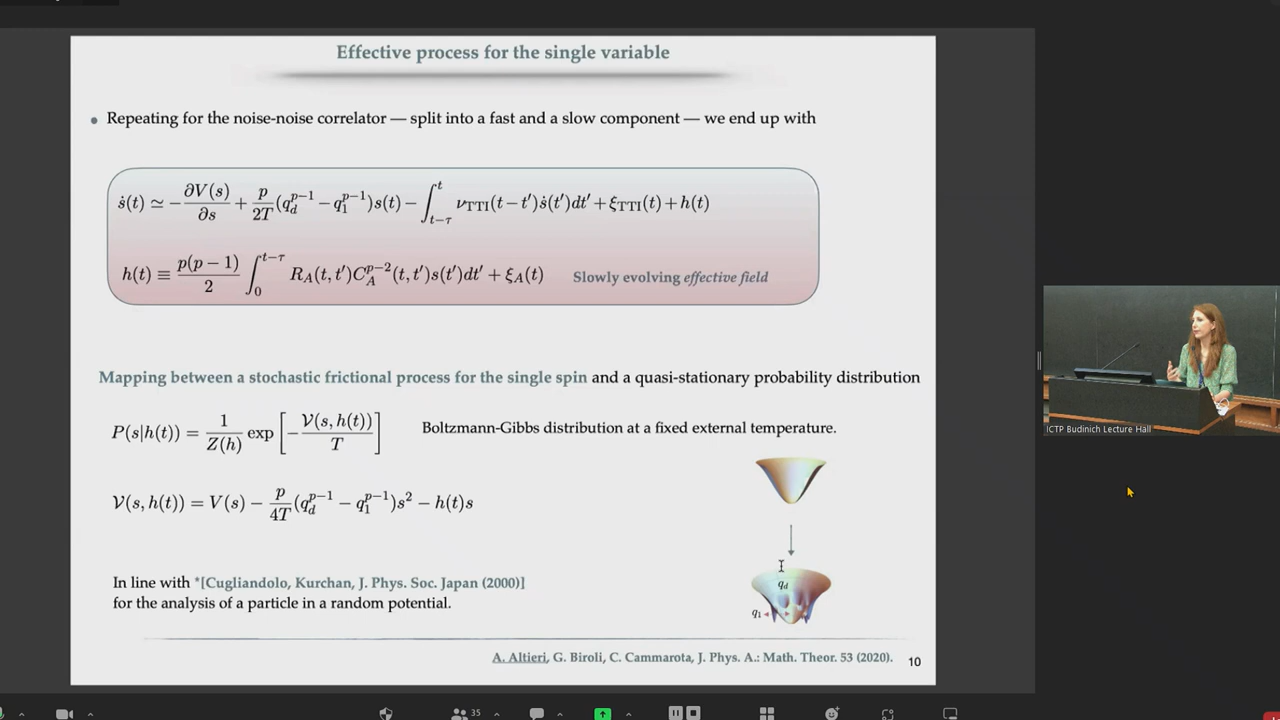 Effective process for the single variable
• Repeating for the noise-noise correlator — split into a fast and a slow component — we end up with
ṡ(t) ≃ −∂V(s)/∂s + p/2T (q_d^{p−1} − q_1^{p−1})s(t) − ∫_{t−τ}^{t} ν_TTI(t−t′)ṡ(t′)dt′ + ξ_TTI(t) + h(t)
h(t) ≡ p(p−1)/2 ∫_0^{t−τ} R_A(t,t′)C_A^{p−2}(t,t′)s(t′)dt′ + ξ_A(t) Slowly evolving effective field
Mapping between a stochastic frictional process for the single spin and a quasi-stationary probability distribution
P(s|h(t)) = 1/Z(h) exp[−𝒱(s,h(t))/T] Boltzmann-Gibbs distribution at a fixed external temperature.
𝒱(s,h(t)) = V(s) − p/4T (q_d^{p−1} − q_1^{p−1})s² − h(t)s
q_d
q_1
In line with *[Cugliandolo, Kurchan, J. Phys. Soc. Japan (2000)]
for the analysis of a particle in a random potential.
A. Altieri, G. Biroli, C. Cammarota, J. Phys. A.: Math. Theor. 53 (2020).
10
ICTP Budinich Lecture Hall
35